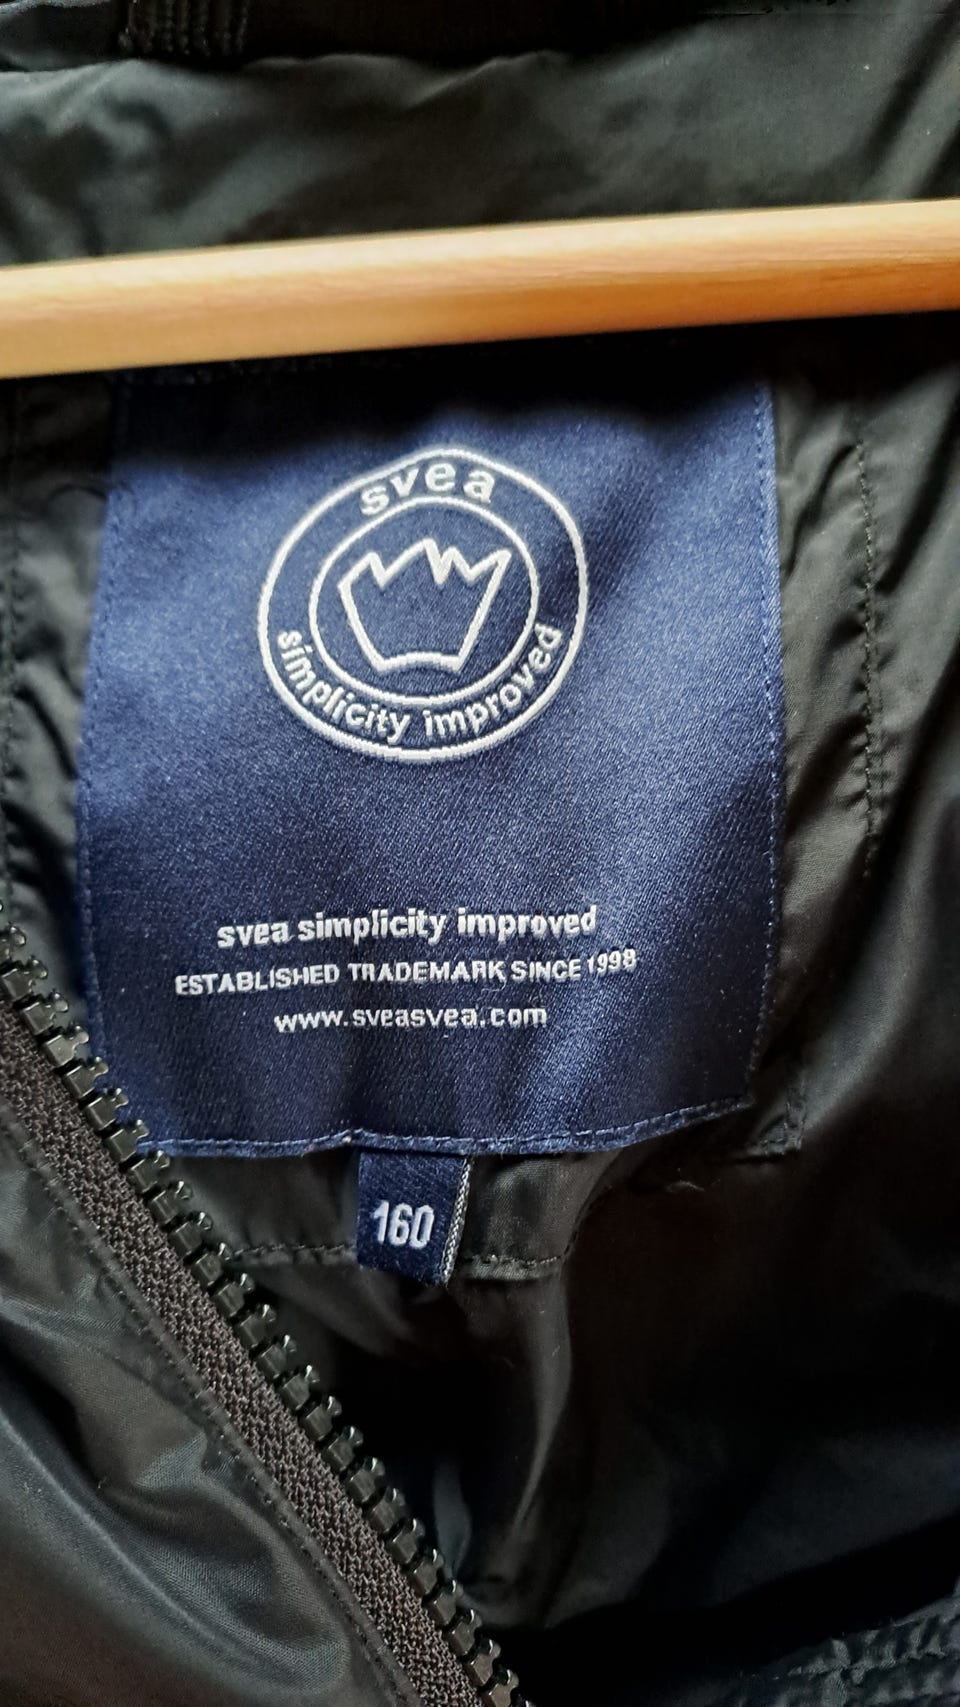 svea
simplicity improved
svea simplicity improved
ESTABLISHED TRADEMARK SINCE 1998
www.sveasvea.com
160